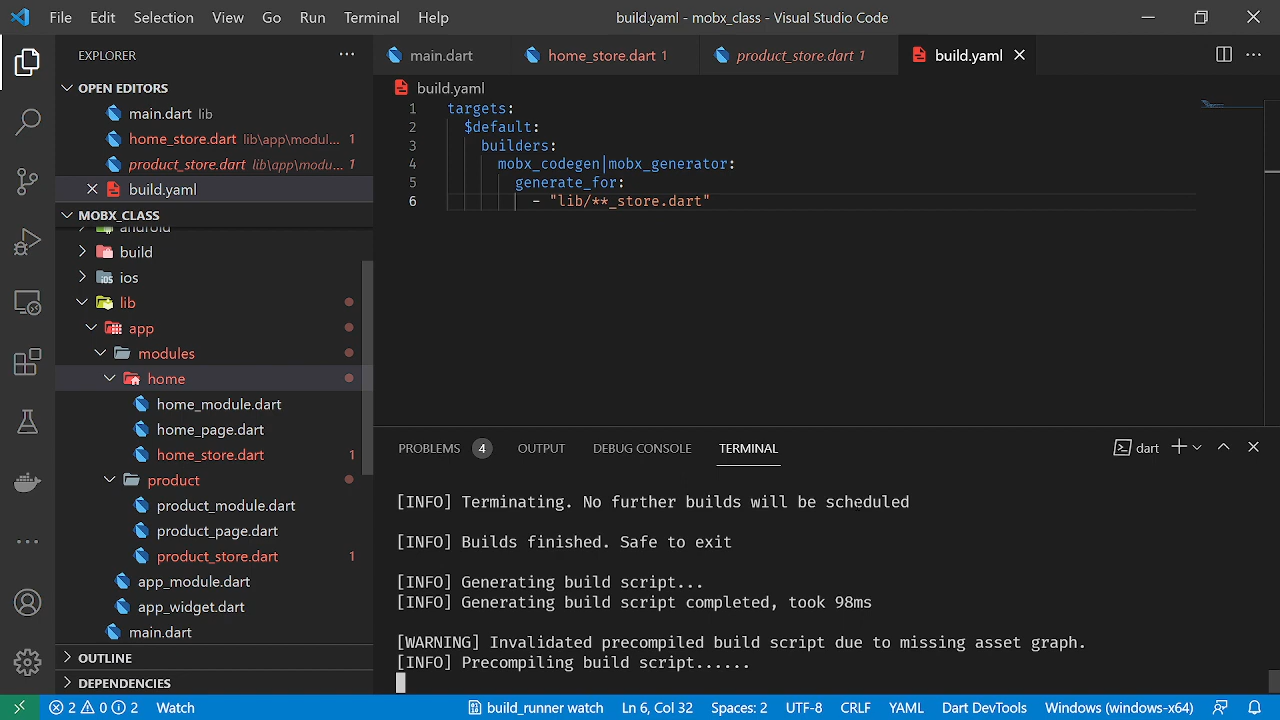 File Edit Selection View Go Run Terminal Help
build.yaml - mobx_class - Visual Studio Code
EXPLORER
OPEN EDITORS
main.dart lib
home_store.dart lib\app\modul... 1
product_store.dart lib\app\modu... 1
build.yaml
MOBX_CLASS
android
build
ios
lib
app
modules
home
home_module.dart
home_page.dart
home_store.dart 1
product
product_module.dart
product_page.dart
product_store.dart 1
app_module.dart
app_widget.dart
main.dart
OUTLINE
DEPENDENCIES
main.dart home_store.dart 1 product_store.dart 1 build.yaml
build.yaml
1 targets:
2 $default:
3 builders:
4 mobx_codegen|mobx_generator:
5 generate_for:
6 - "lib/**_store.dart"
PROBLEMS 4 OUTPUT DEBUG CONSOLE TERMINAL dart
[INFO] Terminating. No further builds will be scheduled
[INFO] Builds finished. Safe to exit
[INFO] Generating build script...
[INFO] Generating build script completed, took 98ms
[WARNING] Invalidated precompiled build script due to missing asset graph.
[INFO] Precompiling build script......
2 0 2 Watch build_runner watch Ln 6, Col 32 Spaces: 2 UTF-8 CRLF YAML Dart DevTools Windows (windows-x64)